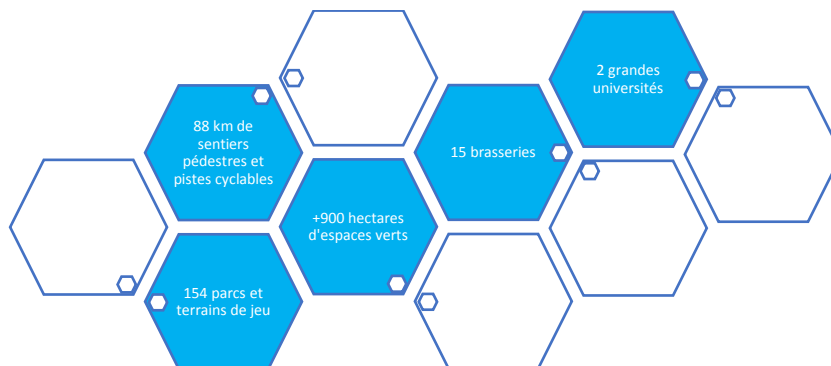 2 grandes
universités
88 km de
sentiers
pédestres et
pistes cyclables
15 brasseries
+900 hectares
d'espaces verts
154 parcs et
terrains de jeu